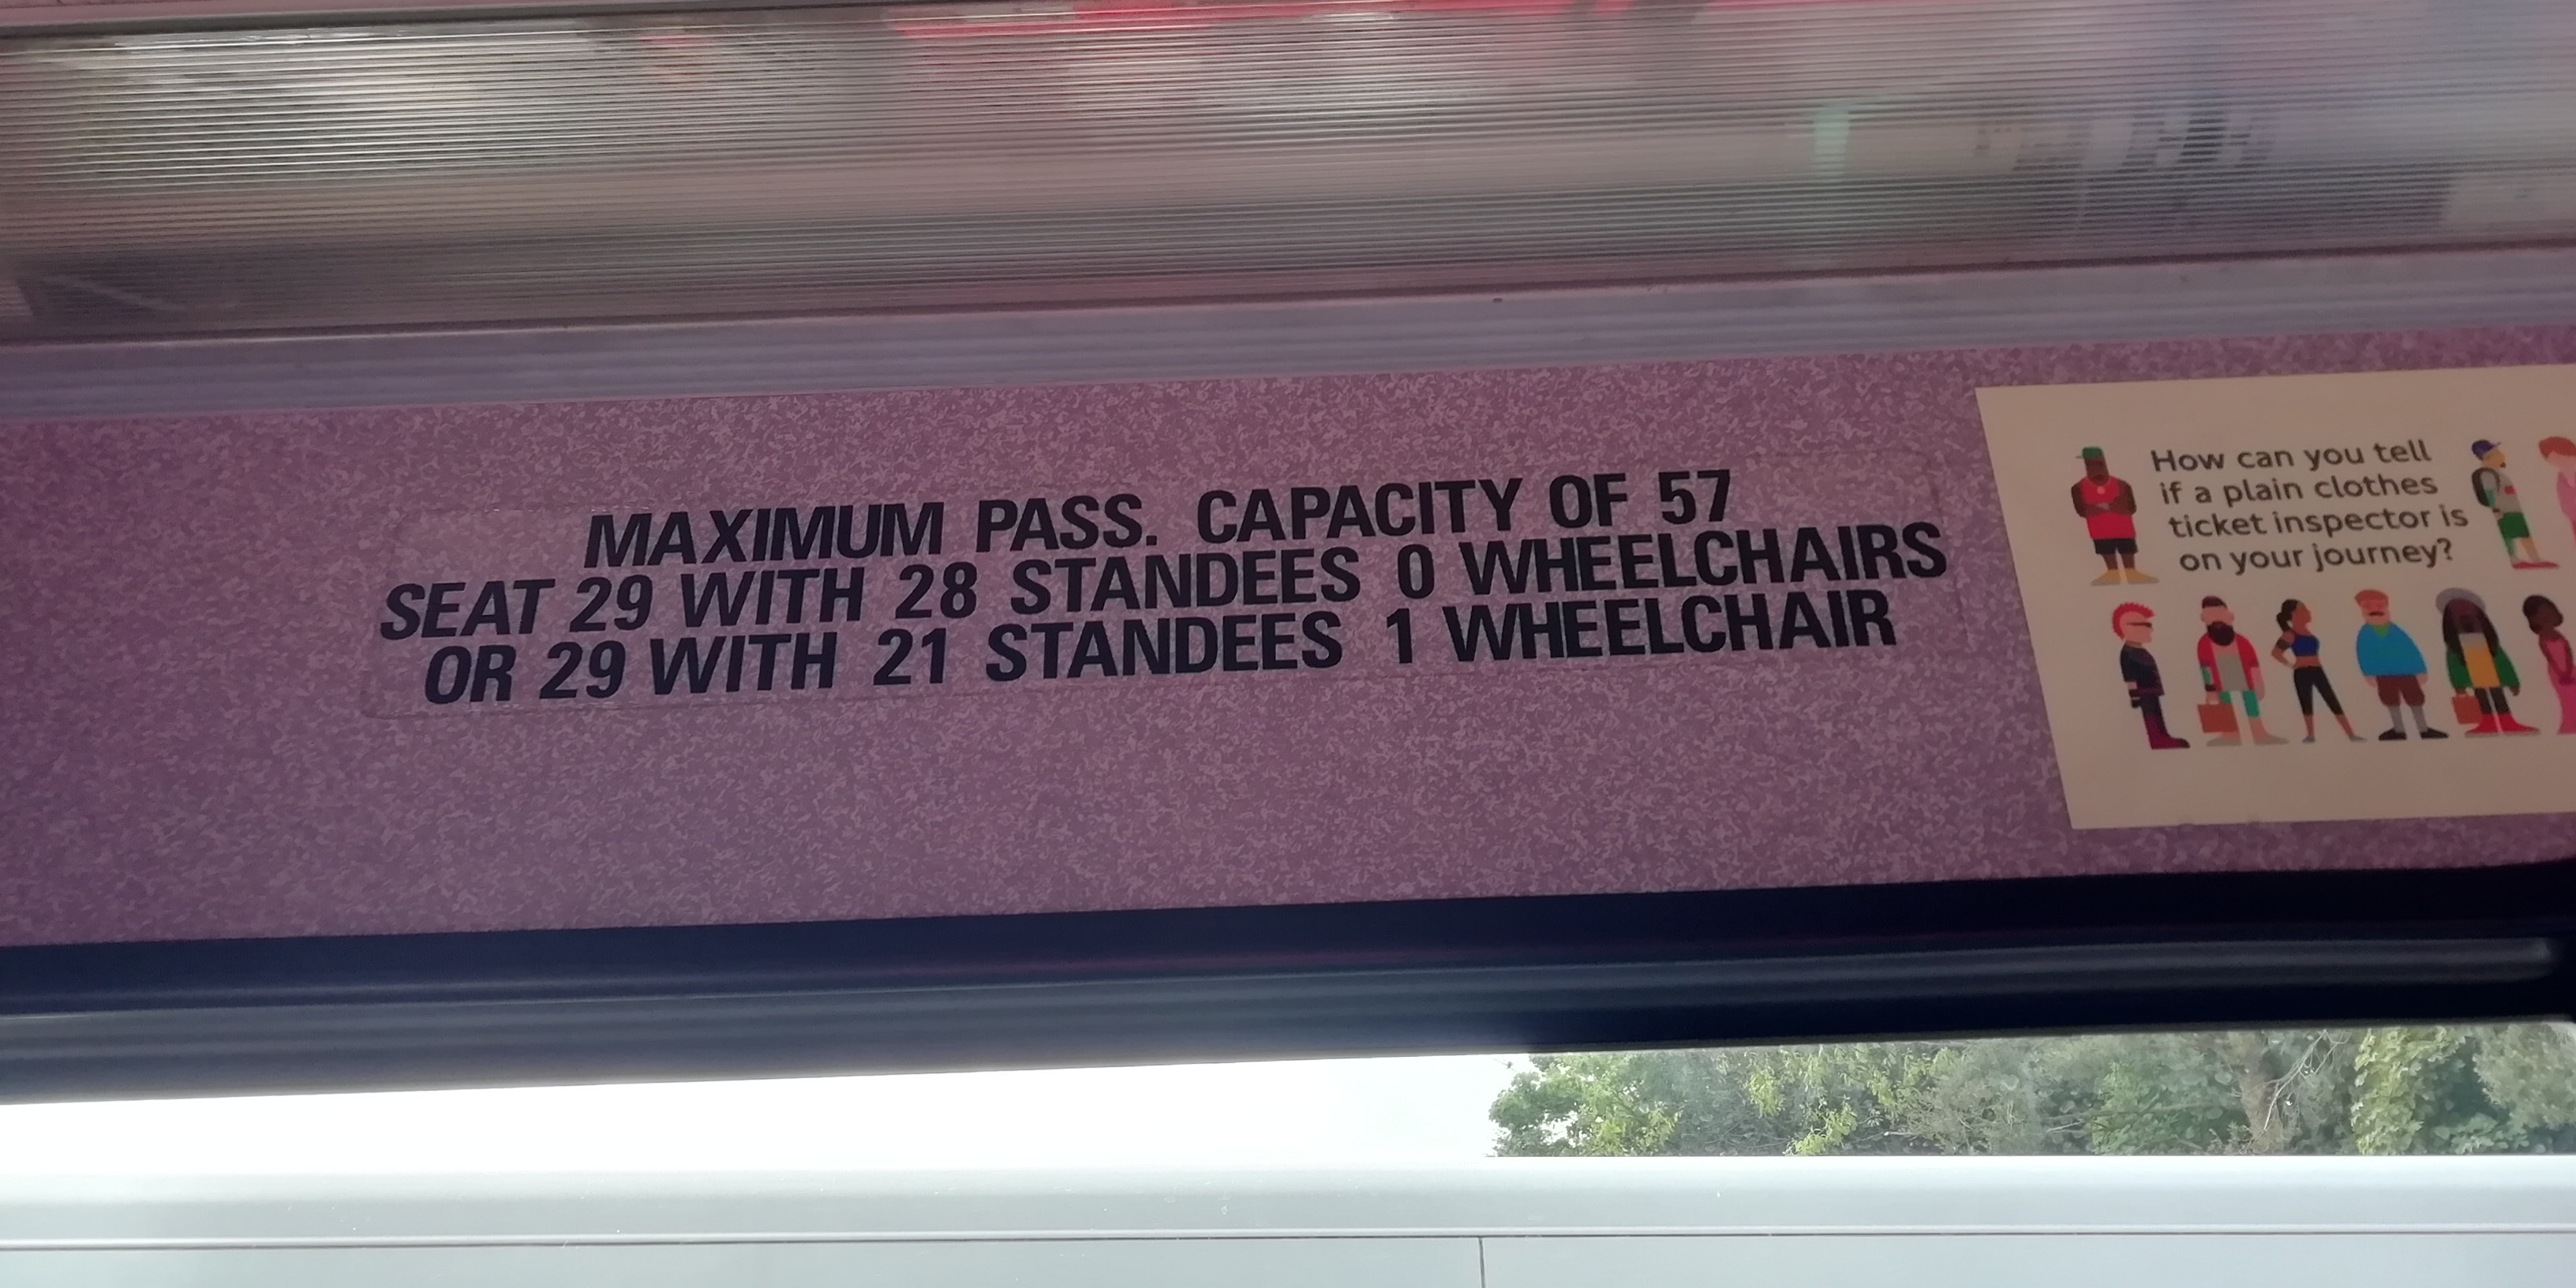 MAXIMUM PASS. CAPACITY OF 57
SEAT 29 WITH 28 STANDEES 0 WHEELCHAIRS
OR 29 WITH 21 STANDEES 1 WHEELCHAIR
How can you tell
if a plain clothes
ticket inspector is
on your journey?